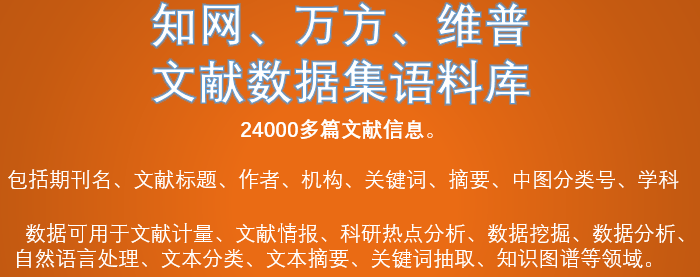 知网、万方、维普
文献数据集语料库
24000多篇文献信息。
包括期刊名、文献标题、作者、机构、关键词、摘要、中图分类号、学科
数据可用于文献计量、文献情报、科研热点分析、数据挖掘、数据分析、
自然语言处理、文本分类、文本摘要、关键词抽取、知识图谱等领域。